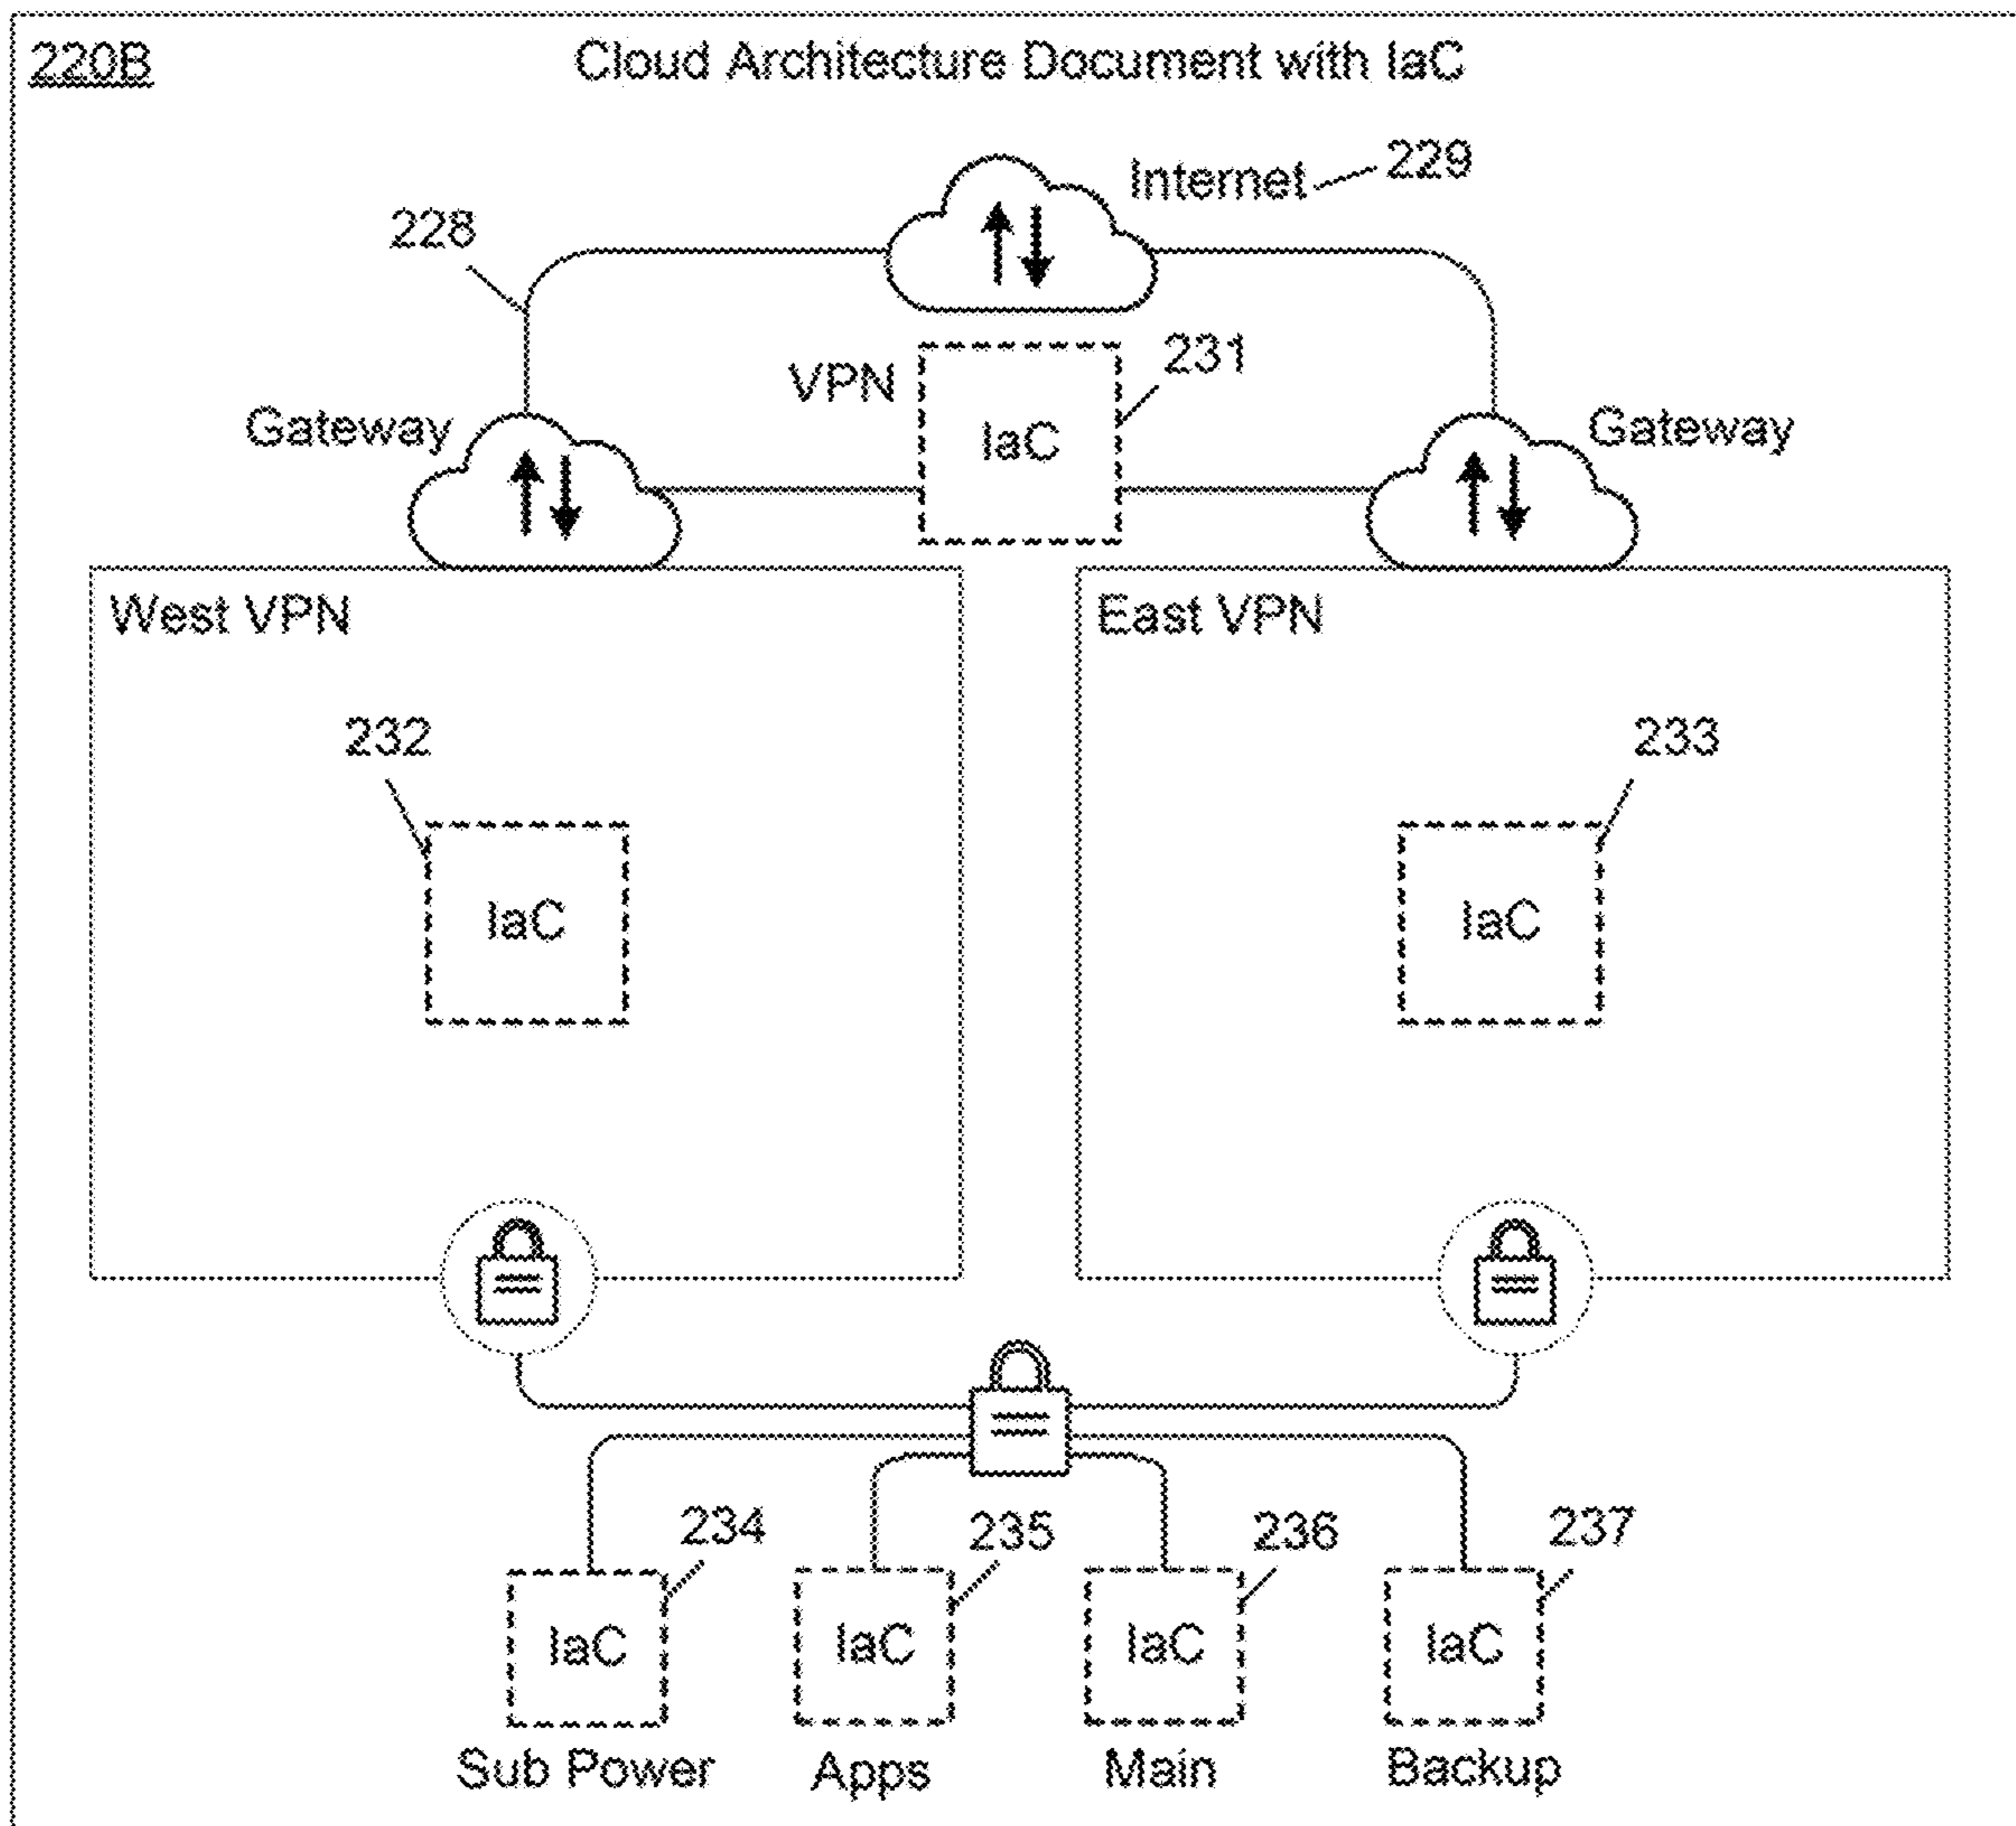 220B
Cloud Architecture Document with IaC
Internet 229
228
VPN
231
Gateway
IaC
Gateway
West VPN
East VPN
232
233
IaC
IaC
234
235
236
237
IaC
IaC
IaC
IaC
Sub Power
Apps
Main
Backup